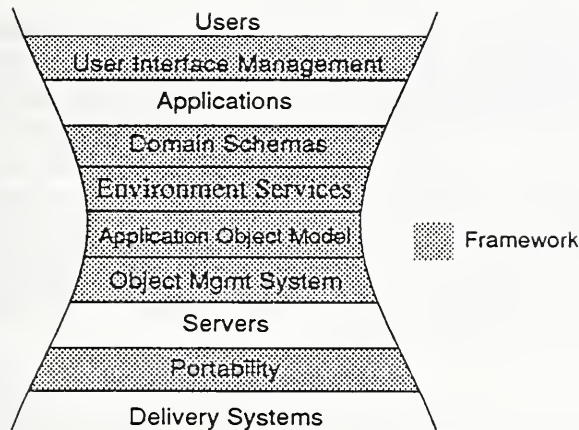 Users
User Interface Management
Applications
Domain Schemas
Environment Services
Application Object Model
Object Mgmt System
Servers
Portability
Delivery Systems
Framework